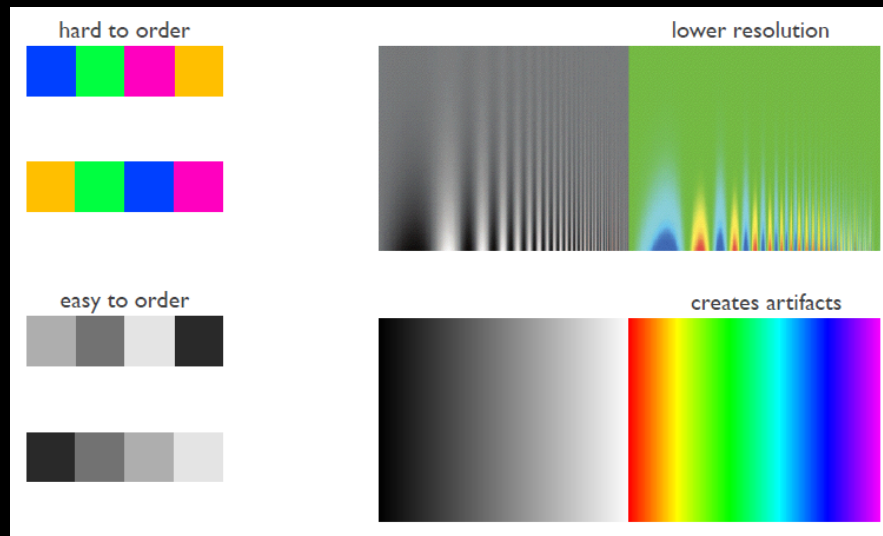 hard to order
lower resolution
easy to order
creates artifacts